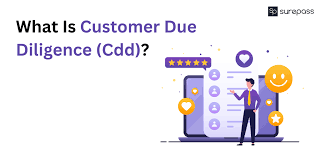 surepass
What Is Customer Due
Diligence (Cdd)?